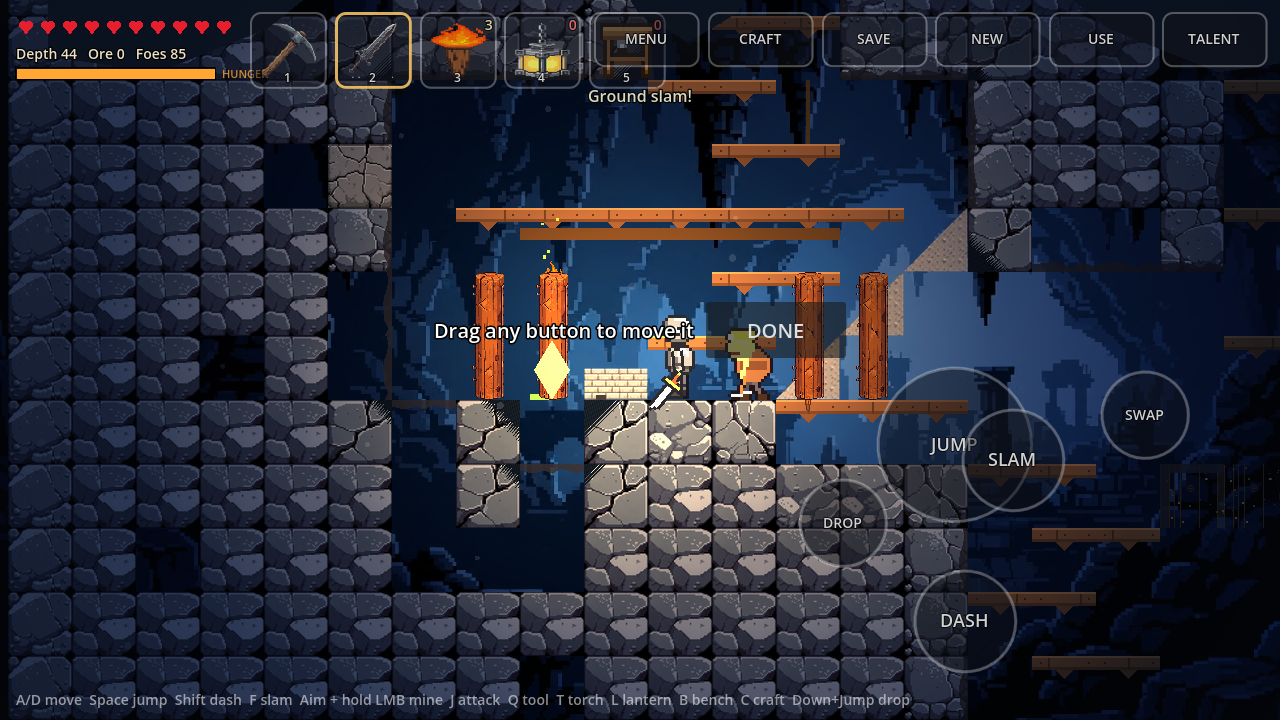 Depth 44 Ore 0 Foes 85
HUNGER
1
2
3
3
0
4
0
5
MENU
CRAFT
SAVE
NEW
USE
TALENT
Ground slam!
Drag any button to move it
DONE
SWAP
JUMP
SLAM
DROP
DASH
A/D move Space jump Shift dash F slam Aim + hold LMB mine J attack Q tool T torch L lantern B bench C craft Down+Jump drop